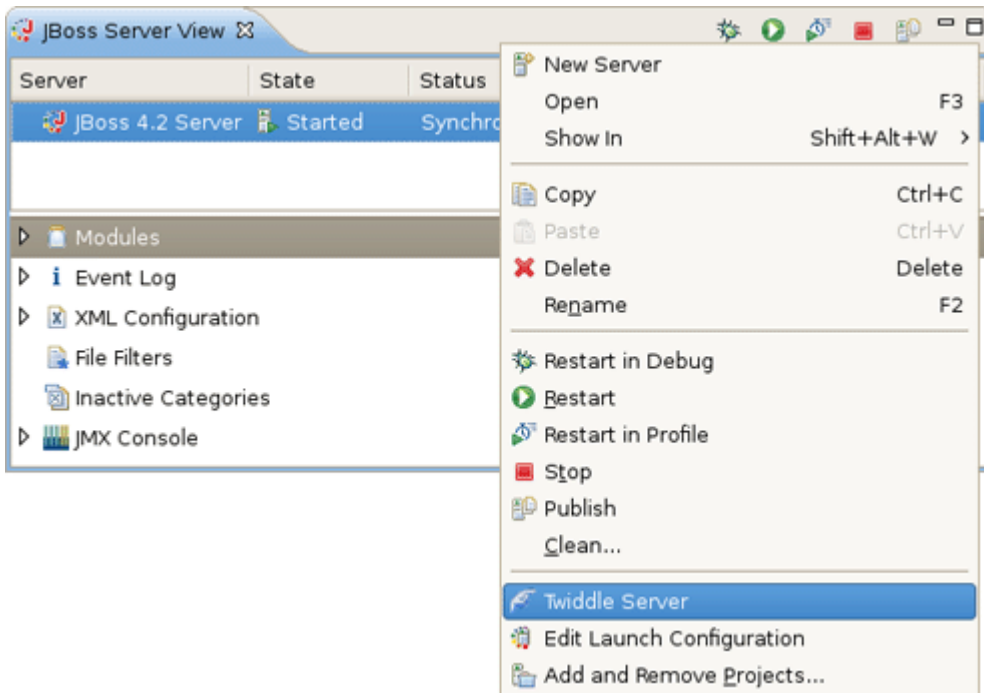 JBoss Server View
Server State Status
JBoss 4.2 Server Started Synchro
Modules
Event Log
XML Configuration
File Filters
Inactive Categories
JMX Console
New Server
Open F3
Show In Shift+Alt+W
Copy Ctrl+C
Paste Ctrl+V
Delete Delete
Rename F2
Restart in Debug
Restart
Restart in Profile
Stop
Publish
Clean...
Twiddle Server
Edit Launch Configuration
Add and Remove Projects...